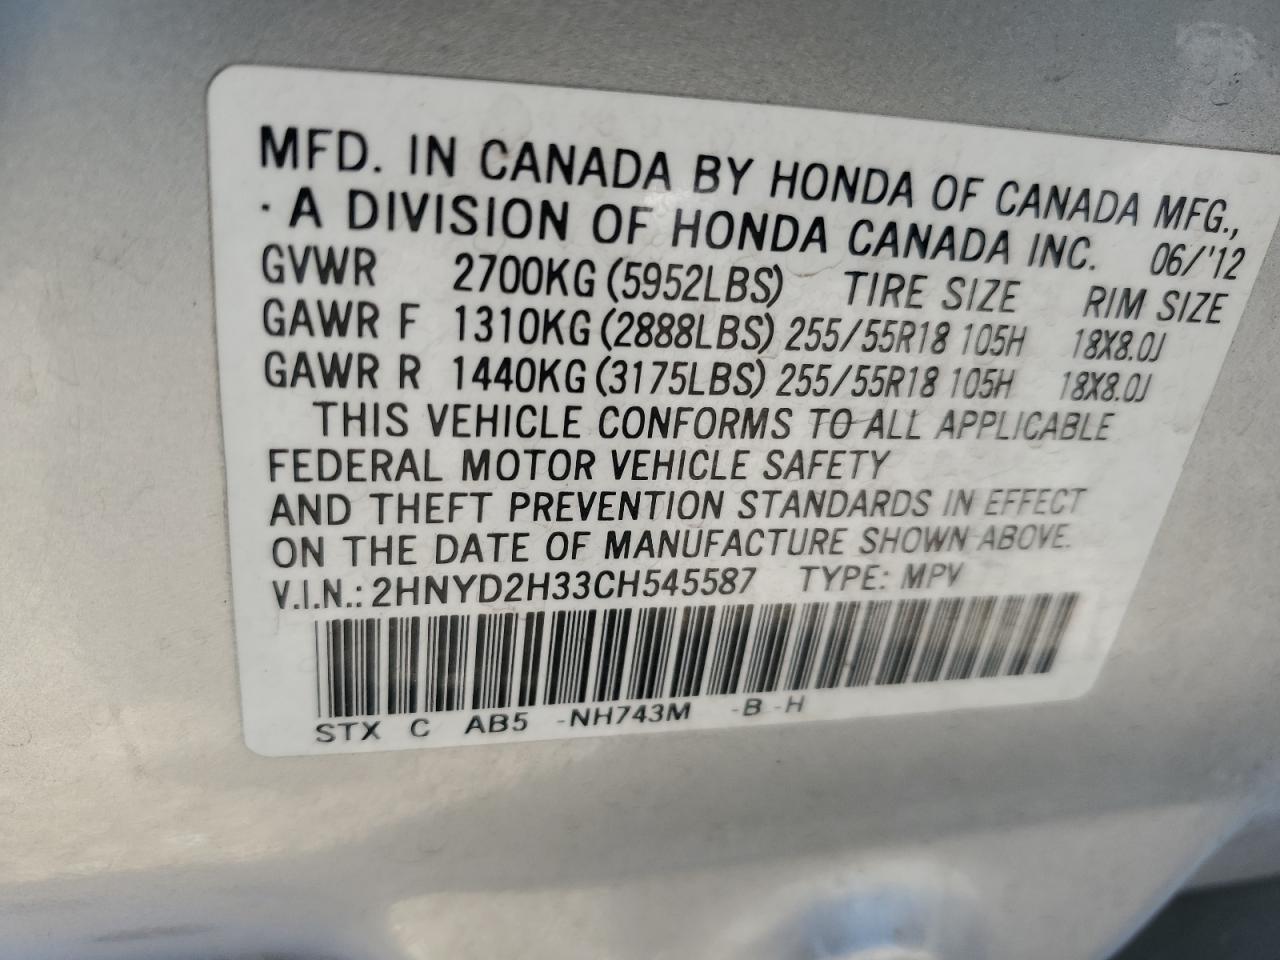 MFD. IN CANADA BY HONDA OF CANADA MFG.,
· A DIVISION OF HONDA CANADA INC. 06/'12
GVWR 2700KG (5952LBS) TIRE SIZE RIM SIZE
GAWR F 1310KG (2888LBS) 255/55R18 105H 18X8.0J
GAWR R 1440KG (3175LBS) 255/55R18 105H 18X8.0J
THIS VEHICLE CONFORMS TO ALL APPLICABLE
FEDERAL MOTOR VEHICLE SAFETY
AND THEFT PREVENTION STANDARDS IN EFFECT
ON THE DATE OF MANUFACTURE SHOWN ABOVE.
V.I.N.: 2HNYD2H33CH545587 TYPE: MPV
STX C AB5 -NH743M -B -H